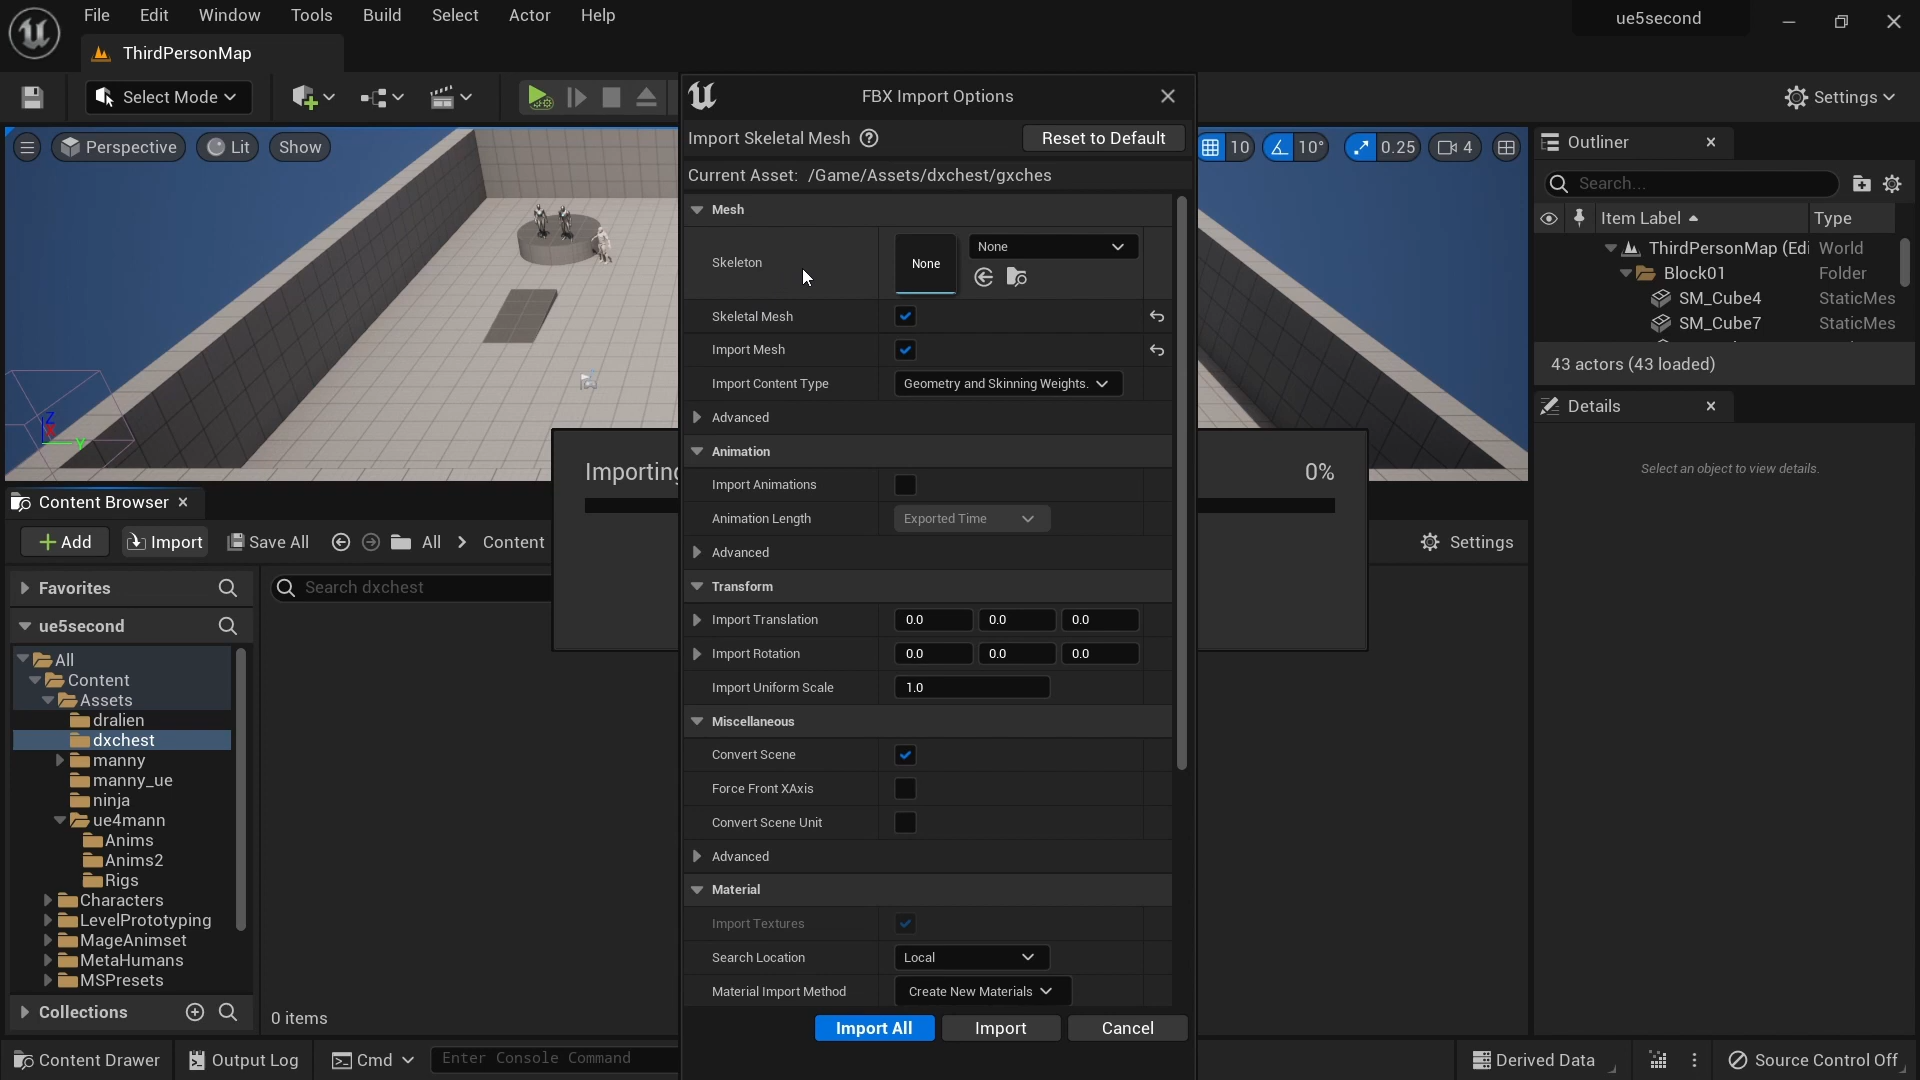 File Edit Window Tools Build Select Actor Help ue5second
ThirdPersonMap
Select Mode Settings
FBX Import Options
Import Skeletal Mesh Reset to Default
Current Asset: /Game/Assets/dxchest/gxches
Perspective Lit Show 10 10° 0.25 4
Mesh
Skeleton None None
Skeletal Mesh
Import Mesh
Import Content Type Geometry and Skinning Weights.
Advanced
Animation
Import Animations
Animation Length Exported Time
Advanced
Transform
Import Translation 0.0 0.0 0.0
Import Rotation 0.0 0.0 0.0
Import Uniform Scale 1.0
Miscellaneous
Convert Scene
Force Front XAxis
Convert Scene Unit
Advanced
Material
Import Textures
Search Location Local
Material Import Method Create New Materials
Import All Import Cancel
Importing 0%
Z
X
Y
Outliner
Search...
Item Label Type
ThirdPersonMap (Edi World
Block01 Folder
SM_Cube4 StaticMes
SM_Cube7 StaticMes
43 actors (43 loaded)
Details
Select an object to view details.
Content Browser
Add Import Save All All Content Settings
Favorites Search dxchest
ue5second
All
Content
Assets
dralien
dxchest
manny
manny_ue
ninja
ue4mann
Anims
Anims2
Rigs
Characters
LevelPrototyping
MageAnimset
MetaHumans
MSPresets
Collections 0 items
Content Drawer Output Log Cmd Enter Console Command Derived Data Source Control Off